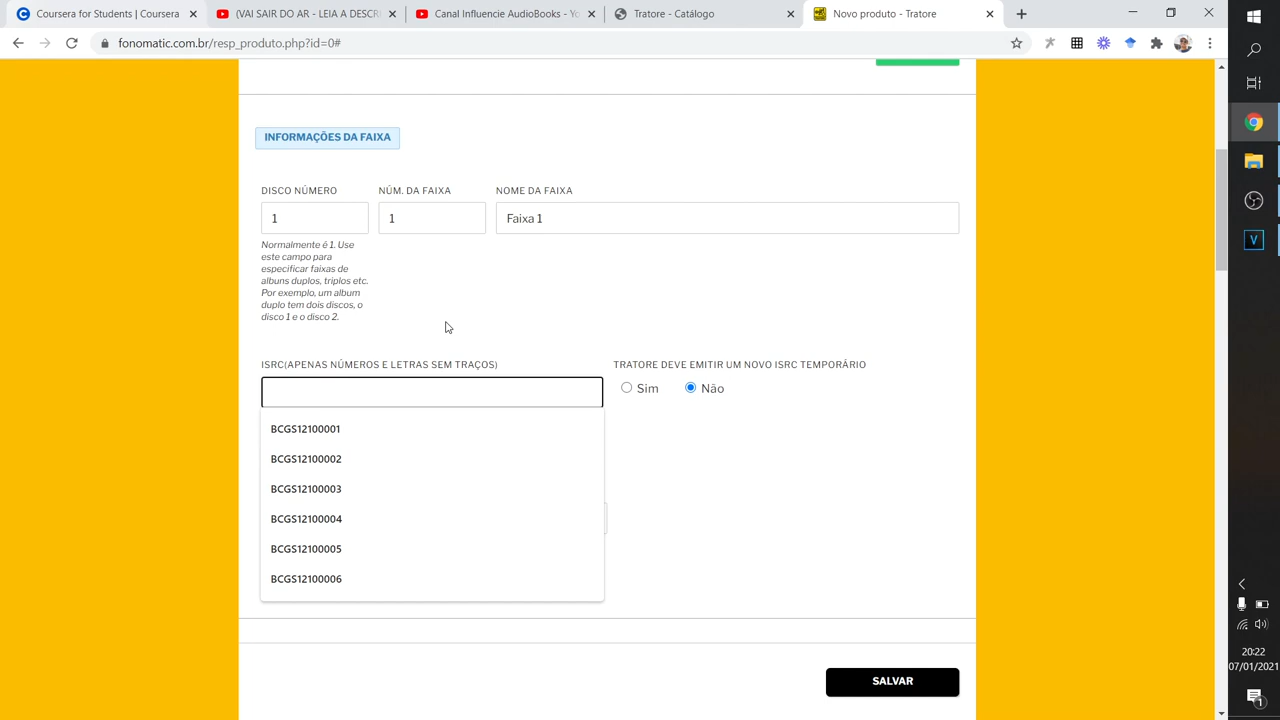 Coursera for Students | Coursera
(VAI SAIR DO AR - LEIA A DESCR
Canal Influencie AudioBooks - Yo
Tratore - Catálogo
Novo produto - Tratore
fonomatic.com.br/resp_produto.php?id=0#
INFORMAÇÕES DA FAIXA
DISCO NÚMERO
NÚM. DA FAIXA
NOME DA FAIXA
1
1
Faixa 1
Normalmente é 1. Use
este campo para
especificar faixas de
albuns duplos, triplos etc.
Por exemplo, um album
duplo tem dois discos, o
disco 1 e o disco 2.
ISRC(APENAS NÚMEROS E LETRAS SEM TRAÇOS)
TRATORE DEVE EMITIR UM NOVO ISRC TEMPORÁRIO
Sim
Não
BCGS12100001
BCGS12100002
BCGS12100003
BCGS12100004
BCGS12100005
BCGS12100006
SALVAR
V
20:22
07/01/2021
1